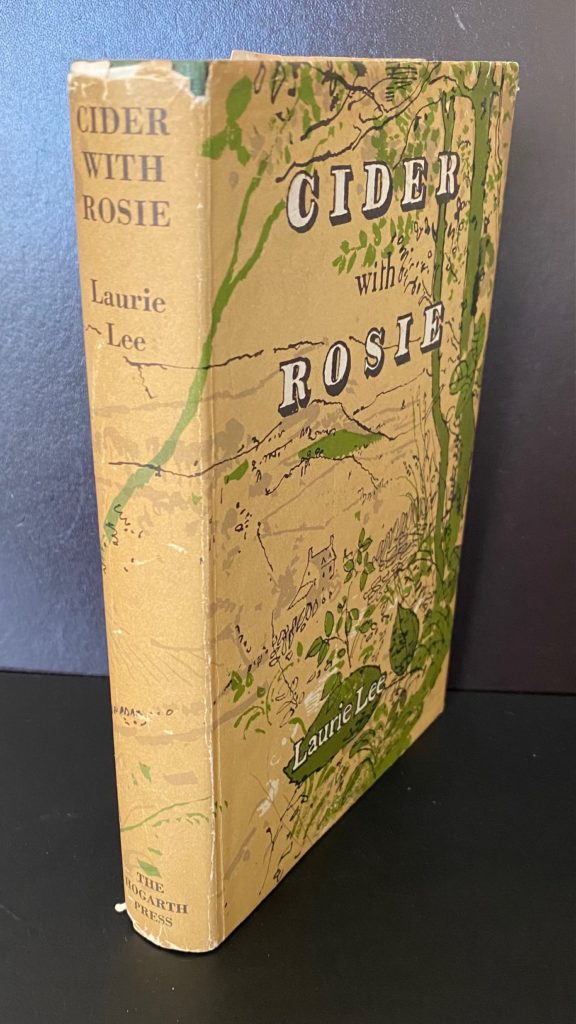 CIDER
WITH
ROSIE
Laurie
Lee
THE
HOGARTH
PRESS
CIDER
with
ROSIE
Laurie Lee